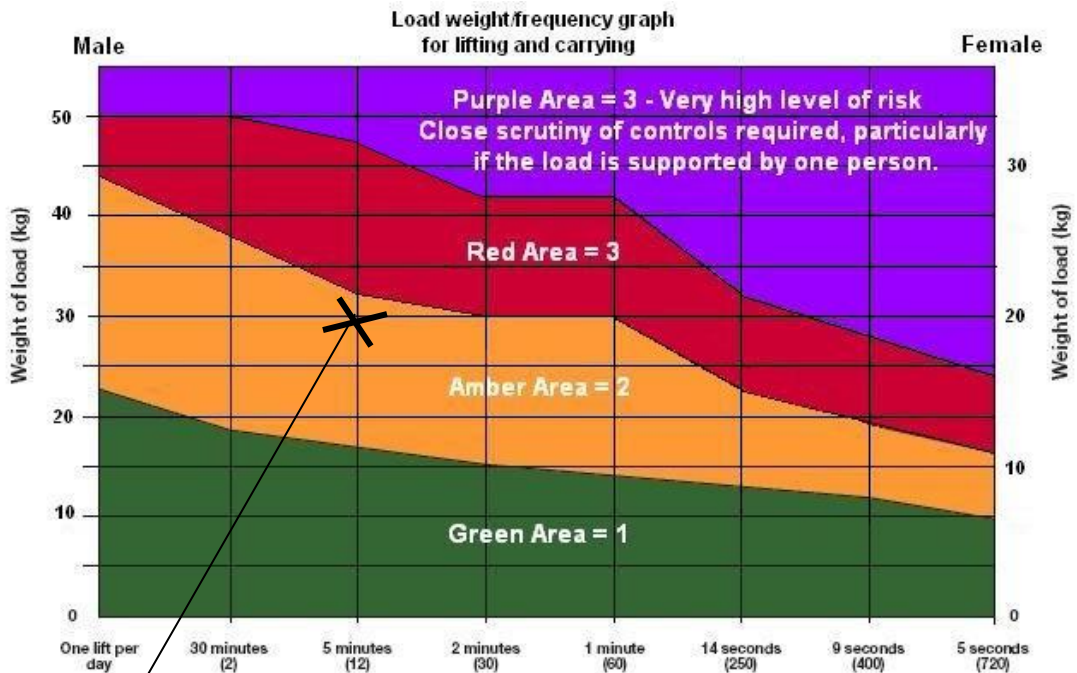 Load weight/frequency graph
for lifting and carrying
Male
Female
Purple Area = 3 - Very high level of risk
Close scrutiny of controls required, particularly
if the load is supported by one person.
Red Area = 3
Amber Area = 2
Green Area = 1
Weight of load (kg)
50
40
30
20
10
0
30
20
10
0
Weight of load (kg)
One lift per
day
30 minutes
(2)
5 minutes
(12)
2 minutes
(30)
1 minute
(60)
14 seconds
(250)
9 seconds
(400)
5 seconds
(720)